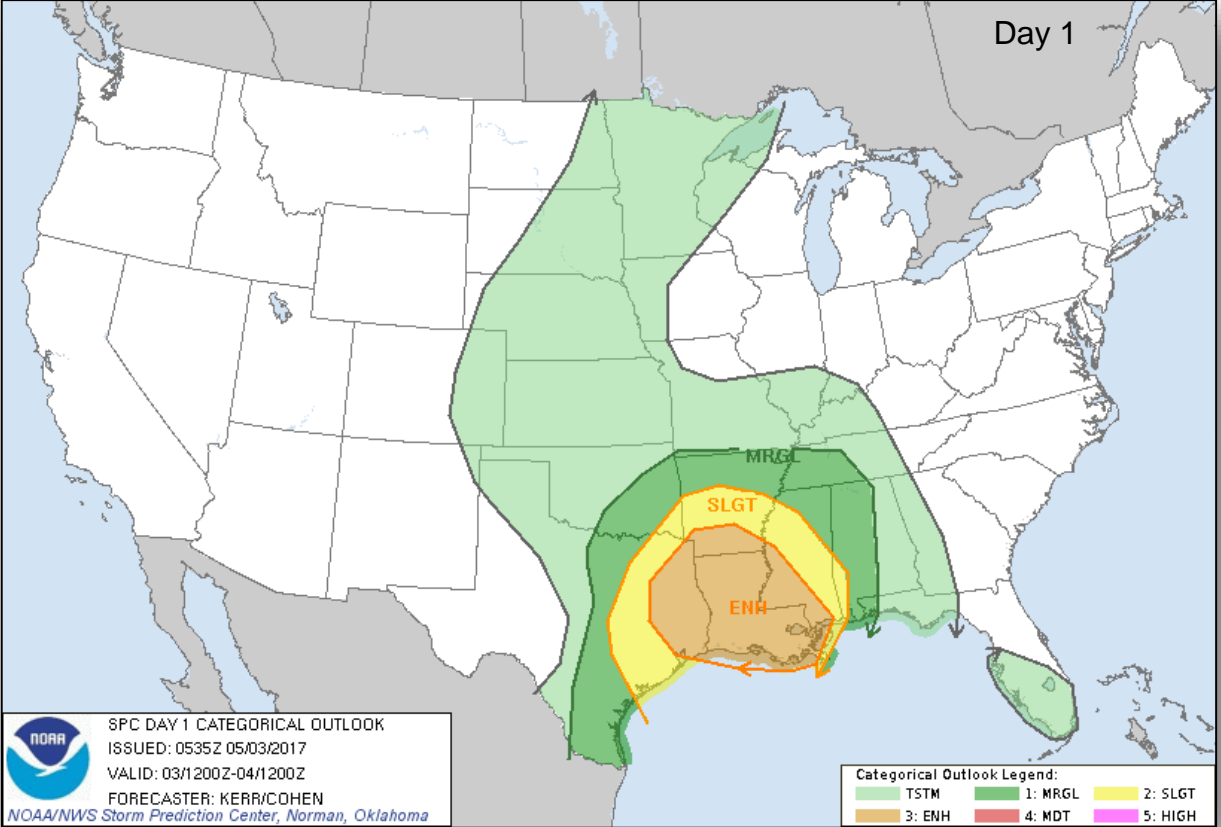 Day 1
MRGL
SLGT
ENH
NOAA
SPC DAY 1 CATEGORICAL OUTLOOK
ISSUED: 0535Z 05/03/2017
VALID: 03/1200Z-04/1200Z
FORECASTER: KERR/COHEN
NOAA/NWS Storm Prediction Center, Norman, Oklahoma
Categorical Outlook Legend:
TSTM 1: MRGL 2: SLGT
3: ENH 4: MDT 5: HIGH